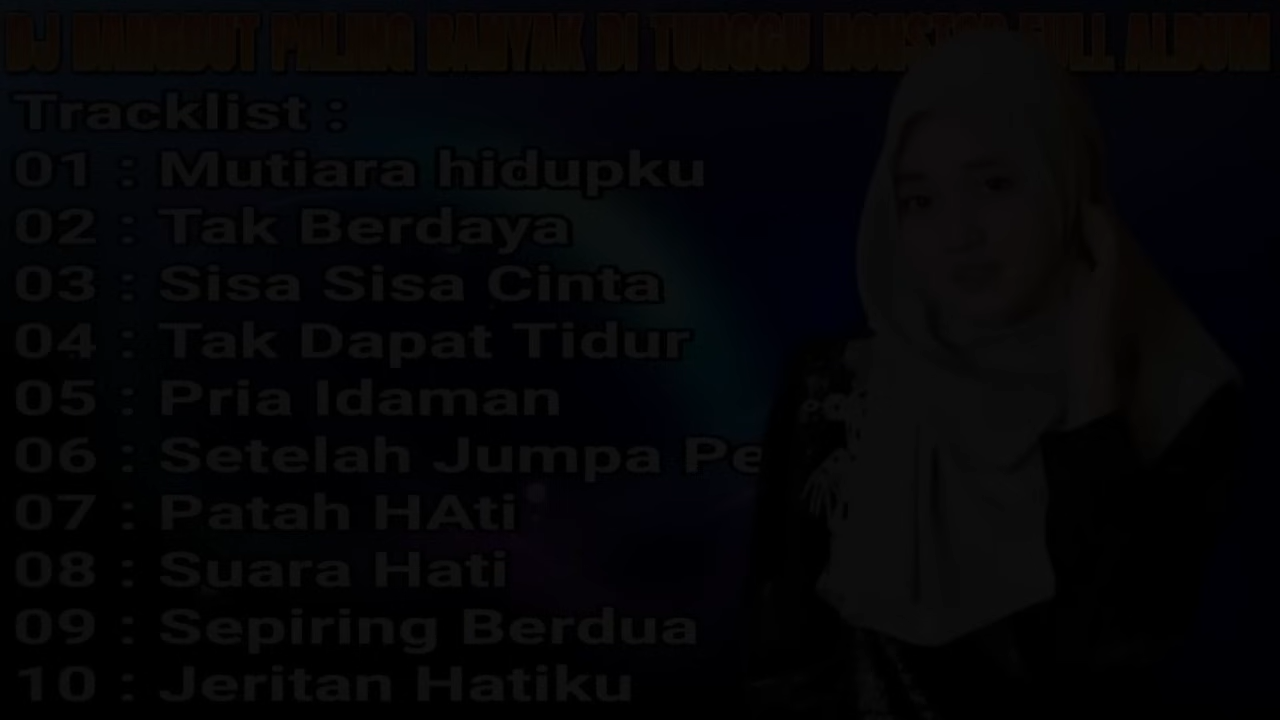 DJ DANGDUT PALING BANYAK DI TUNGGU NONSTOP FULL ALBUM
Tracklist :
01 : Mutiara hidupku
02 : Tak Berdaya
03 : Sisa Sisa Cinta
04 : Tak Dapat Tidur
05 : Pria Idaman
06 : Setelah Jumpa Pe
07 : Patah HAti
08 : Suara Hati
09 : Sepiring Berdua
10 : Jeritan Hatiku